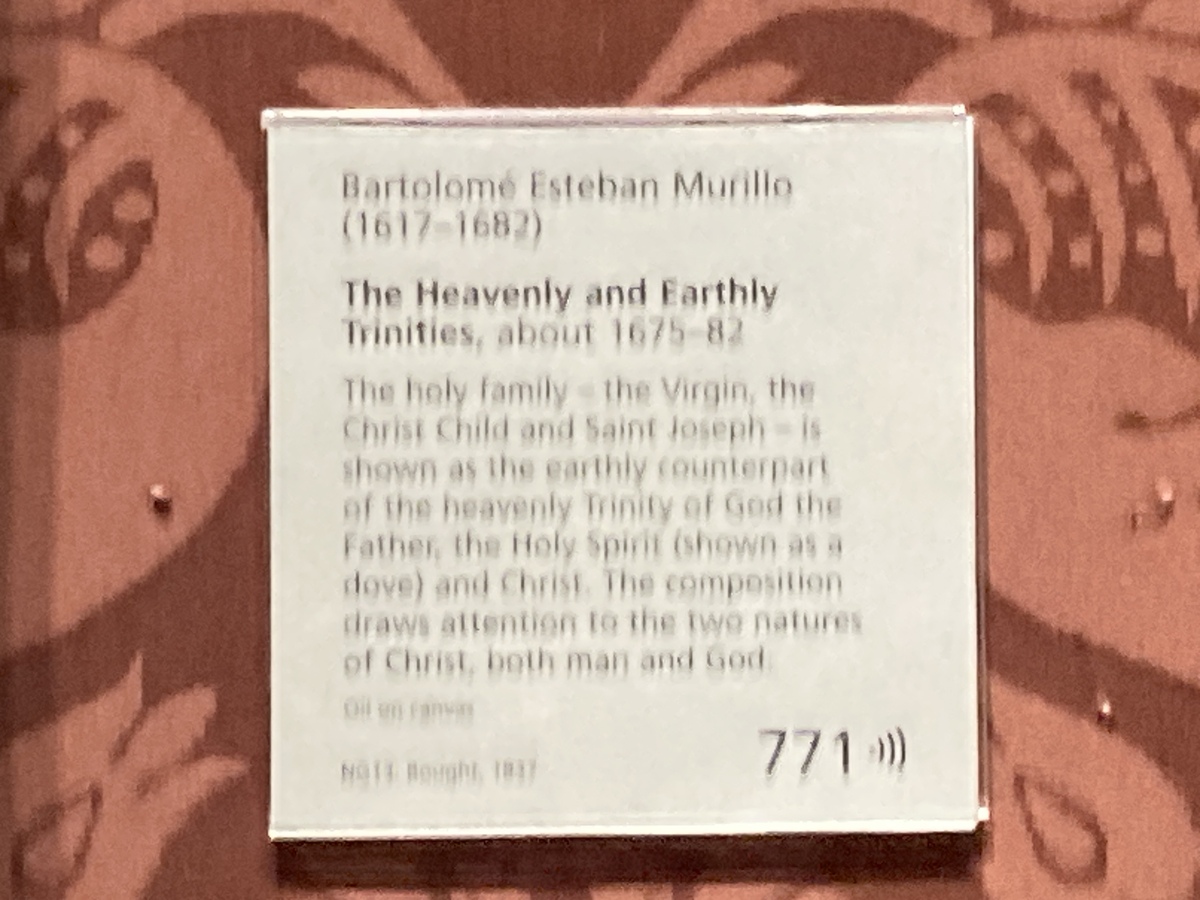 Bartolomé Esteban Murillo
(1617–1682)
The Heavenly and Earthly
Trinities, about 1675–82
The holy family – the Virgin, the
Christ Child and Saint Joseph – is
shown as the earthly counterpart
of the heavenly Trinity of God the
Father, the Holy Spirit (shown as a
dove) and Christ. The composition
draws attention to the two natures
of Christ, both man and God.
Oil on canvas
771
NG13. Bought, 1837